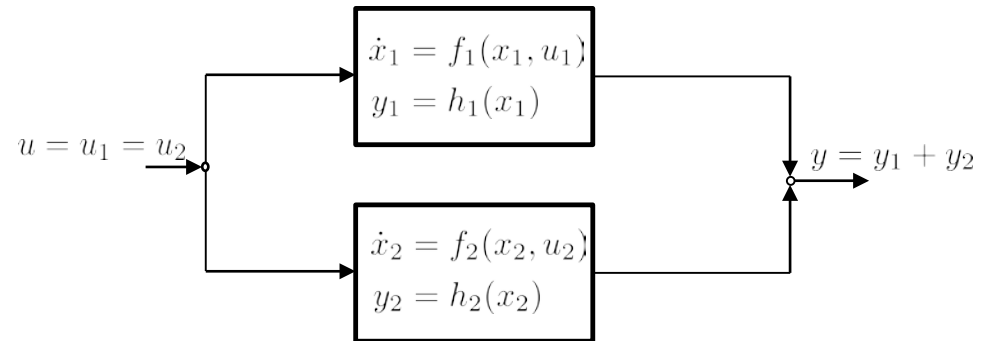 ẋ₁ = f₁(x₁, u₁)
y₁ = h₁(x₁)
u = u₁ = u₂
y = y₁ + y₂
ẋ₂ = f₂(x₂, u₂)
y₂ = h₂(x₂)